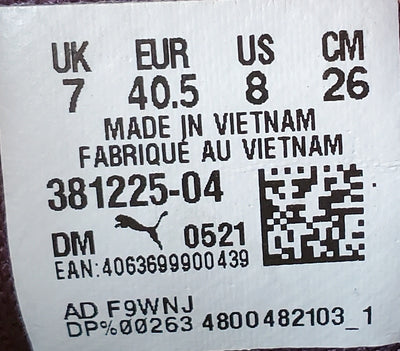 UK EUR US CM
7 40.5 8 26
MADE IN VIETNAM
FABRIQUE AU VIETNAM
381225-04
DM 0521
EAN:4063699900439
AD F9WNJ
DP%00263 4800482103_1